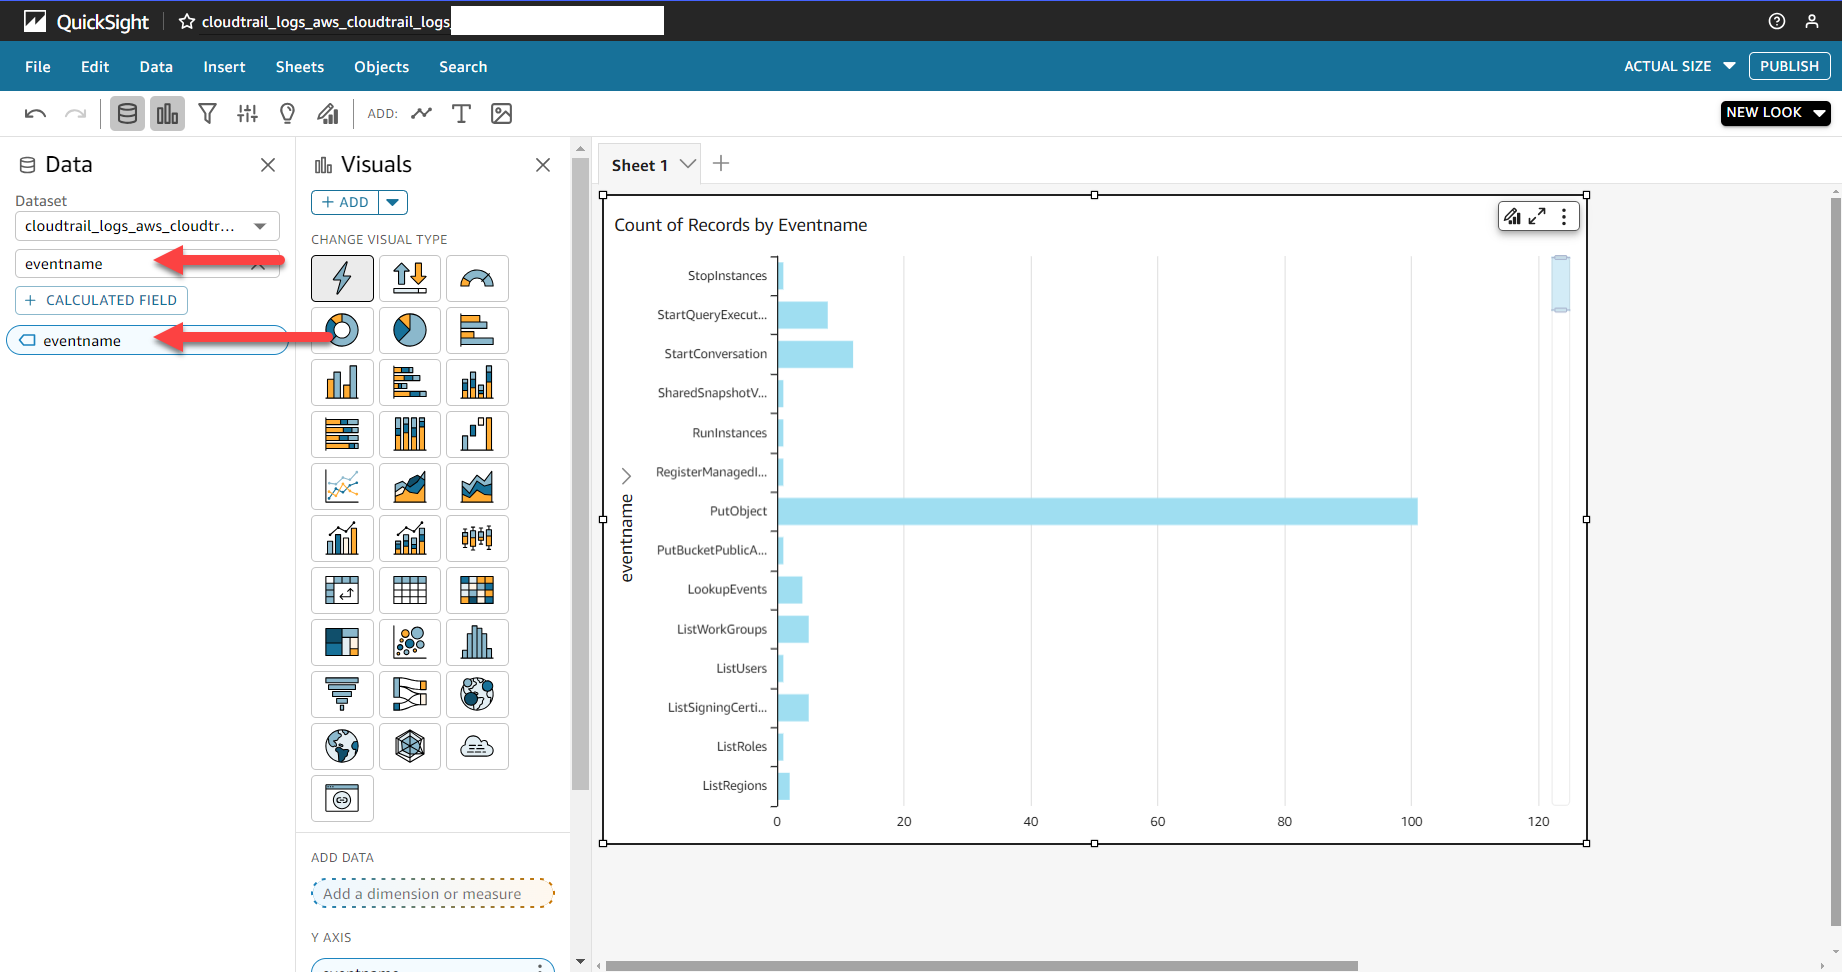 QuickSight
cloudtrail_logs_aws_cloudtrail_logs_
File
Edit
Data
Insert
Sheets
Objects
Search
ACTUAL SIZE
PUBLISH
ADD:
NEW LOOK
Data
Dataset
cloudtrail_logs_aws_cloudtr...
eventname
+ CALCULATED FIELD
eventname
Visuals
+ ADD
CHANGE VISUAL TYPE
ADD DATA
Add a dimension or measure
Y AXIS
Sheet 1
Count of Records by Eventname
eventname
StopInstances
StartQueryExecut...
StartConversation
SharedSnapshotV...
RunInstances
RegisterManagedI...
PutObject
PutBucketPublicA...
LookupEvents
ListWorkGroups
ListUsers
ListSigningCerti...
ListRoles
ListRegions
0
20
40
60
80
100
120